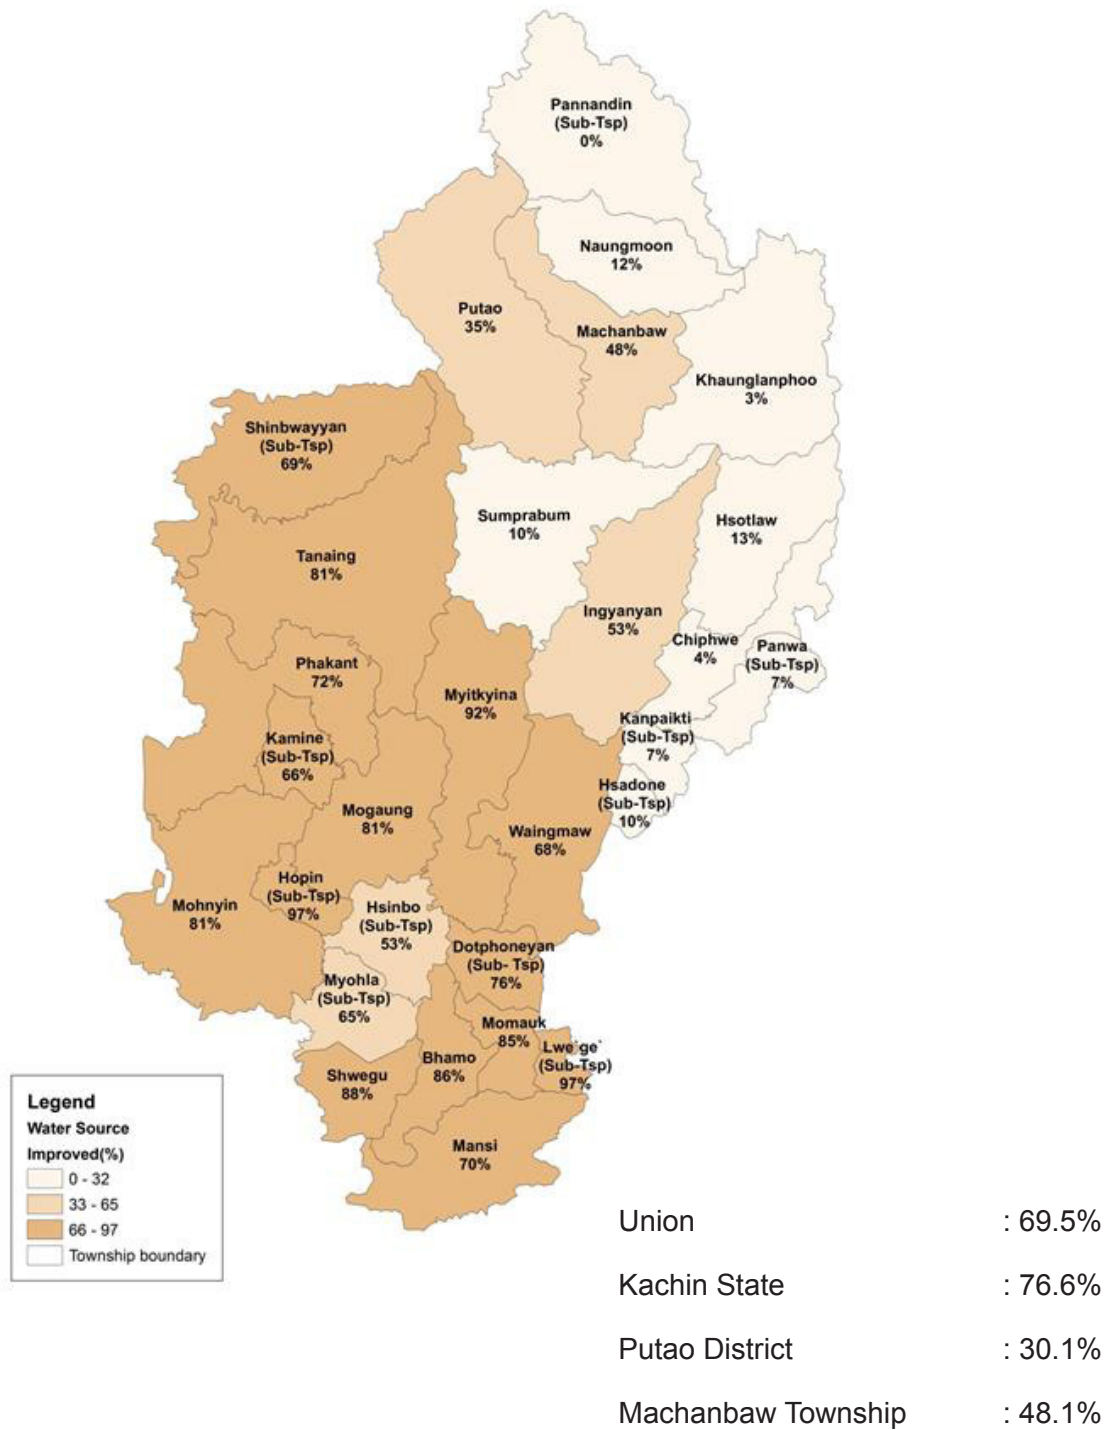 Pannandin
(Sub-Tsp)
0%
Naungmoon
12%
Putao
35%
Machanbaw
48%
Khaunglanphoo
3%
Shinbwayyan
(Sub-Tsp)
69%
Sumprabum
10%
Hsotlaw
13%
Tanaing
81%
Ingyanyan
53%
Chiphwe
4%
Panwa
(Sub-Tsp)
7%
Phakant
72%
Myitkyina
92%
Kanpaikti
(Sub-Tsp)
7%
Kamine
(Sub-Tsp)
66%
Hsadone
(Sub-Tsp)
10%
Mogaung
81%
Waingmaw
68%
Hopin
(Sub-Tsp)
97%
Mohnyin
81%
Hsinbo
(Sub-Tsp)
53%
Dotphoneyan
(Sub- Tsp)
76%
Myohla
(Sub-Tsp)
65%
Momauk
85%
Lwe`ge`
(Sub-Tsp)
97%
Bhamo
86%
Shwegu
88%
Mansi
70%
Legend
Water Source
Improved(%)
0 - 32
33 - 65
66 - 97
Township boundary
Union : 69.5%
Kachin State : 76.6%
Putao District : 30.1%
Machanbaw Township : 48.1%